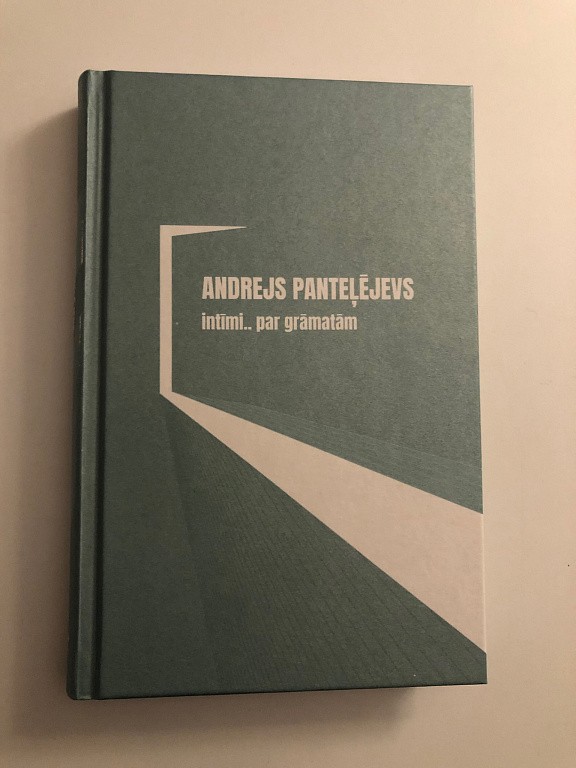 ANDREJS PANTEĻĒJEVS
intīmi.. par grāmatām